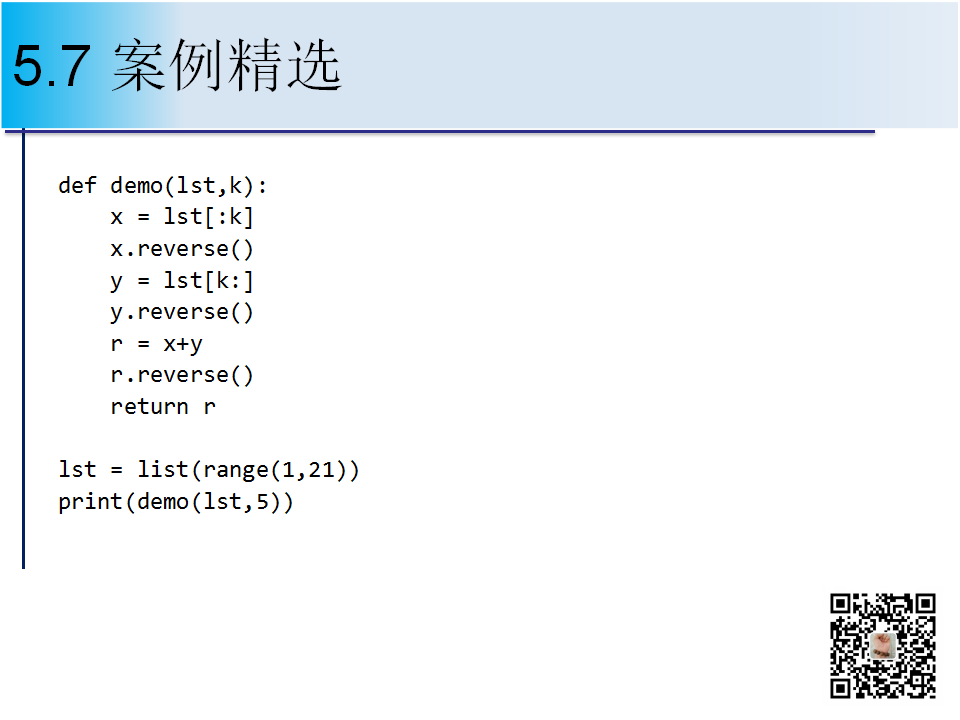 5.7 案例精选
def demo(lst,k):
    x = lst[:k]
    x.reverse()
    y = lst[k:]
    y.reverse()
    r = x+y
    r.reverse()
    return r

lst = list(range(1,21))
print(demo(lst,5))